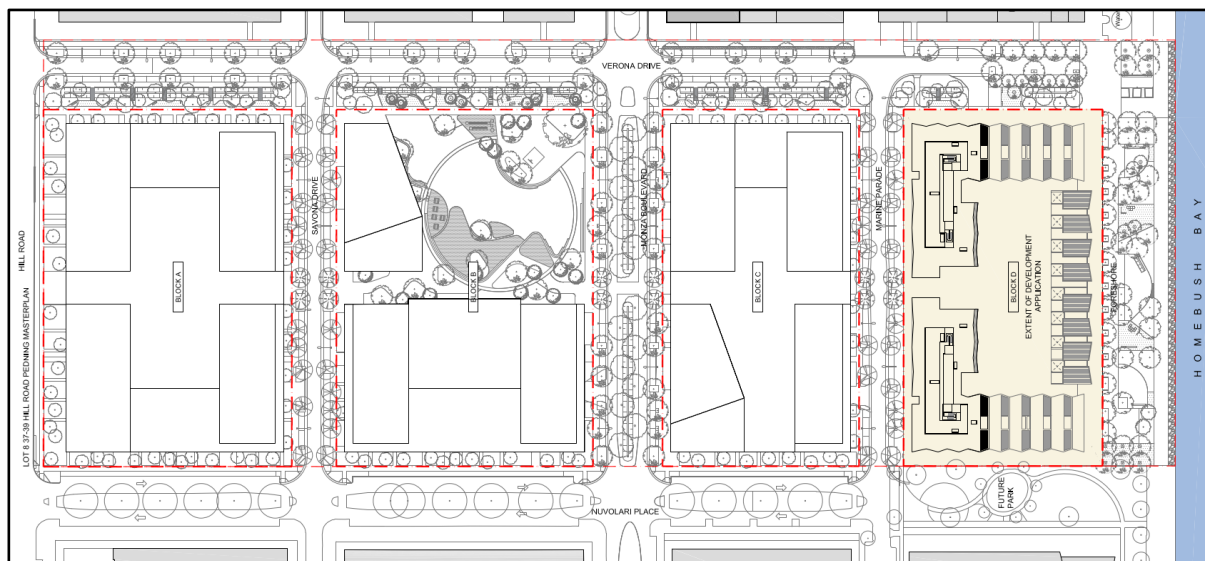 VERONA DRIVE
HILL ROAD
LOT 8 37-39 HILL ROAD PEDNING MASTERPLAN
BLOCK A
SAVONA DRIVE
BLOCK B
MONZA BOULEVARD
BLOCK C
MARINE PARADE
BLOCK D
EXTENT OF DEVELOPMENT
APPLICATION
FORESHORE
HOMEBUSH BAY
NUVOLARI PLACE
FUTURE
PARK